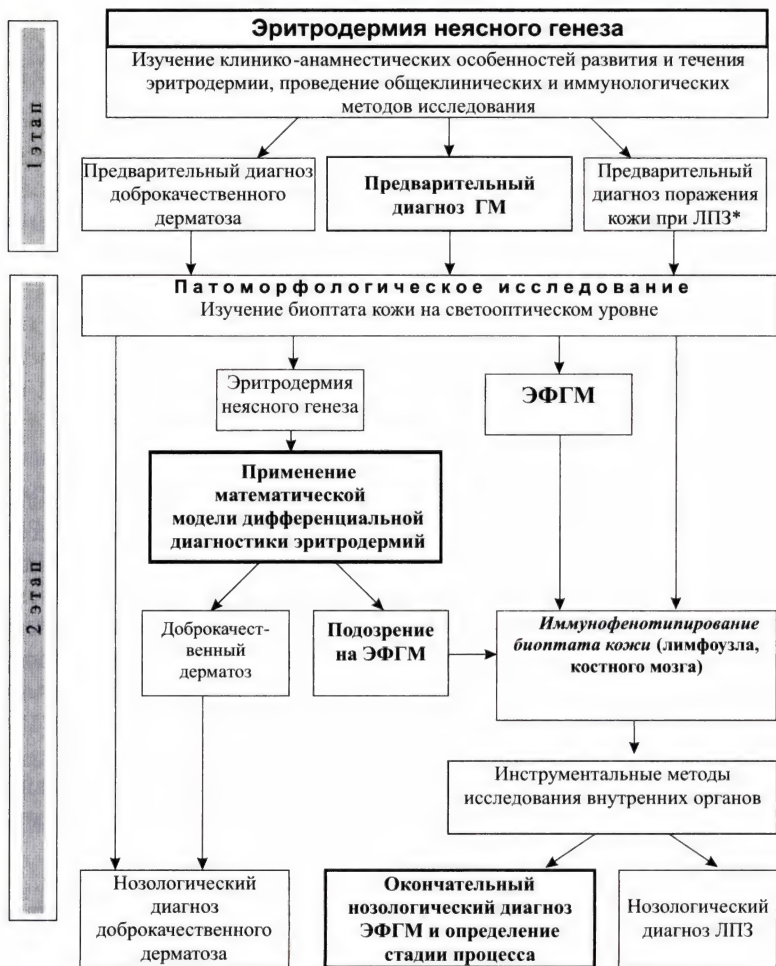 Эритродермия неясного генеза
Изучение клинико-анамнестических особенностей развития и течения
эритродермии, проведение общеклинических и иммунологических
методов исследования
1 этап
Предварительный диагноз
доброкачественного
дерматоза
Предварительный
диагноз ГМ
Предварительный
диагноз поражения
кожи при ЛПЗ*
Патоморфологическое исследование
Изучение биоптата кожи на светооптическом уровне
2 этап
Эритродермия
неясного генеза
ЭФГМ
Применение
математической
модели дифференциальной
диагностики эритродермий
Доброкачест-
венный
дерматоз
Подозрение
на ЭФГМ
Иммунофенотипирование
биоптата кожи (лимфоузла,
костного мозга)
Инструментальные методы
исследования внутренних органов
Нозологический
диагноз
доброкачественного
дерматоза
Окончательный
нозологический диагноз
ЭФГМ и определение
стадии процесса
Нозологический
диагноз ЛПЗ